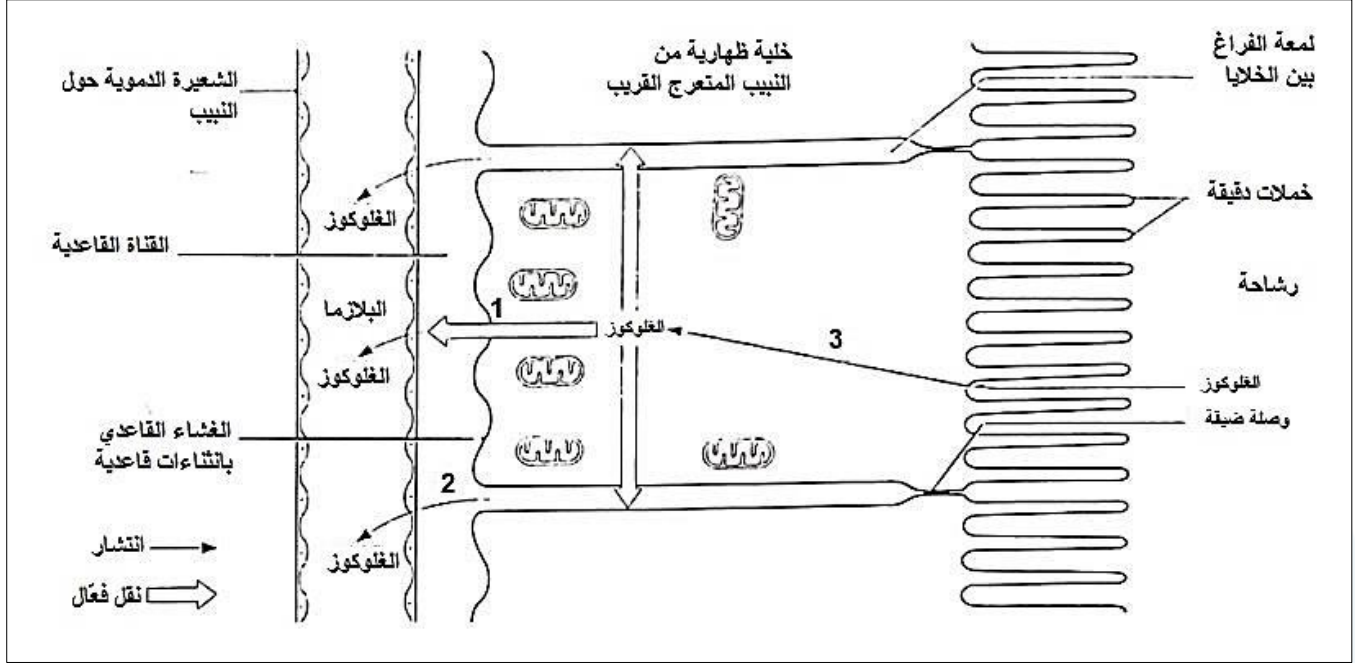 لمعة الفراغ
بين الخلايا
خلية ظهارية من
النبيب المتعرج القريب
الشعيرة الدموية حول
النبيب
خملات دقيقة
الغلوكوز
القناة القاعدية
رشاحة
البلازما
1
الغلوكوز
3
الغلوكوز
الغلوكوز
وصلة ضيقة
الغشاء القاعدي
بانثناءات قاعدية
2
الغلوكوز
انتشار
نقل فعّال